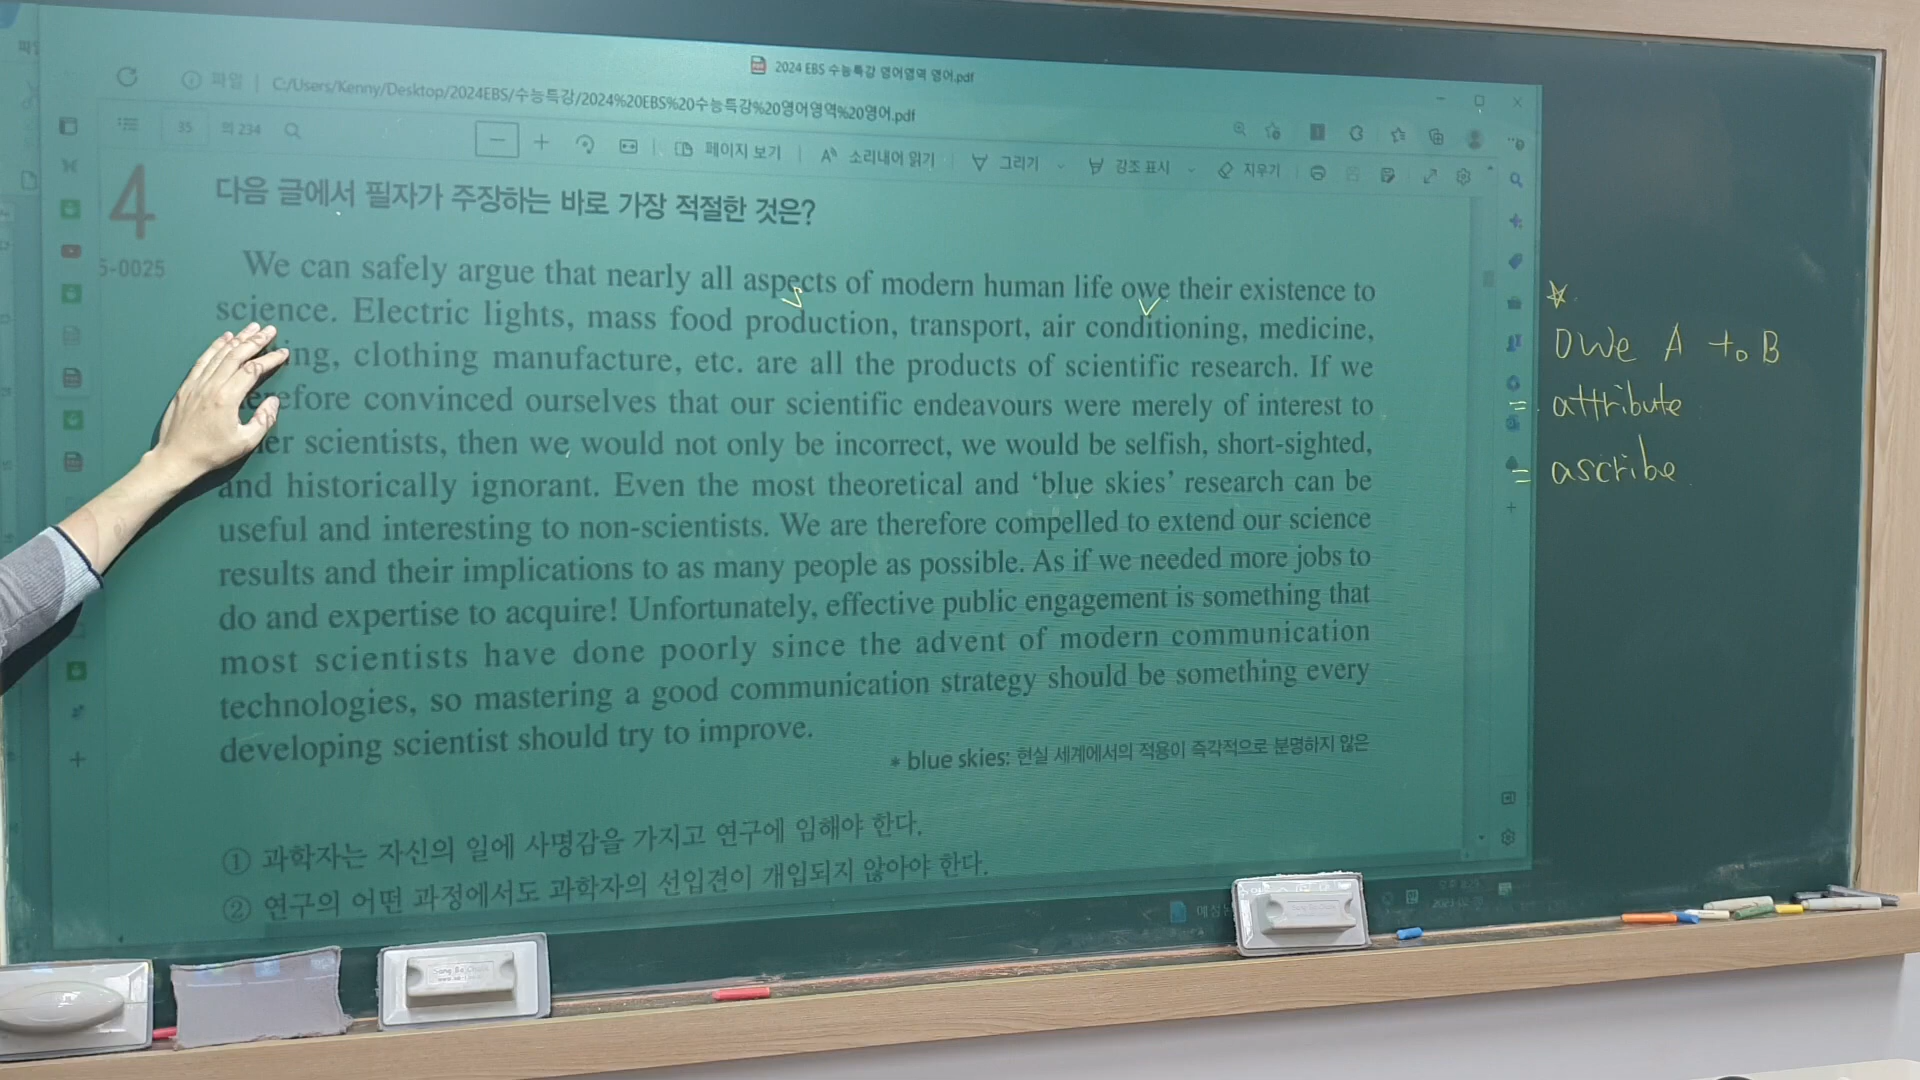 2024 EBS 수능특강 영어영역 영어.pdf
파일 | C:/Users/Kenny/Desktop/2024EBS/수능특강/2024%20EBS%20수능특강%20영어영역%20영어.pdf
35 의 234 페이지 보기 소리내어 읽기 그리기 강조 표시 지우기
4 다음 글에서 필자가 주장하는 바로 가장 적절한 것은?
5-0025
We can safely argue that nearly all aspects of modern human life owe their existence to
science. Electric lights, mass food production, transport, air conditioning, medicine,
ing, clothing manufacture, etc. are all the products of scientific research. If we
erefore convinced ourselves that our scientific endeavours were merely of interest to
er scientists, then we would not only be incorrect, we would be selfish, short-sighted,
and historically ignorant. Even the most theoretical and ‘blue skies’ research can be
useful and interesting to non-scientists. We are therefore compelled to extend our science
results and their implications to as many people as possible. As if we needed more jobs to
do and expertise to acquire! Unfortunately, effective public engagement is something that
most scientists have done poorly since the advent of modern communication
technologies, so mastering a good communication strategy should be something every
developing scientist should try to improve.
* blue skies: 현실 세계에서의 적용이 즉각적으로 분명하지 않은
① 과학자는 자신의 일에 사명감을 가지고 연구에 임해야 한다.
② 연구의 어떤 과정에서도 과학자의 선입견이 개입되지 않아야 한다.
owe A to B
= attribute
= ascribe